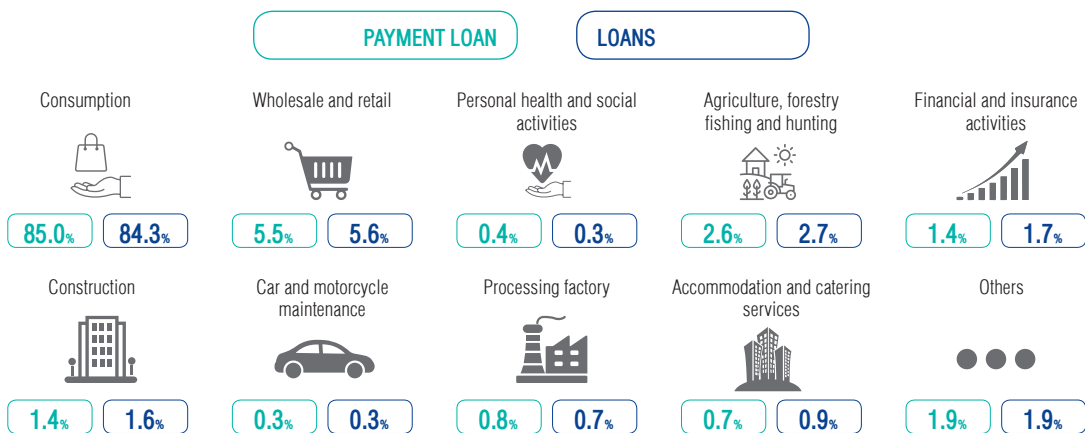 PAYMENT LOAN
LOANS
Consumption
85.0%
84.3%
Wholesale and retail
5.5%
5.6%
Personal health and social
activities
0.4%
0.3%
Agriculture, forestry
fishing and hunting
2.6%
2.7%
Financial and insurance
activities
1.4%
1.7%
Construction
1.4%
1.6%
Car and motorcycle
maintenance
0.3%
0.3%
Processing factory
0.8%
0.7%
Accommodation and catering
services
0.7%
0.9%
Others
1.9%
1.9%